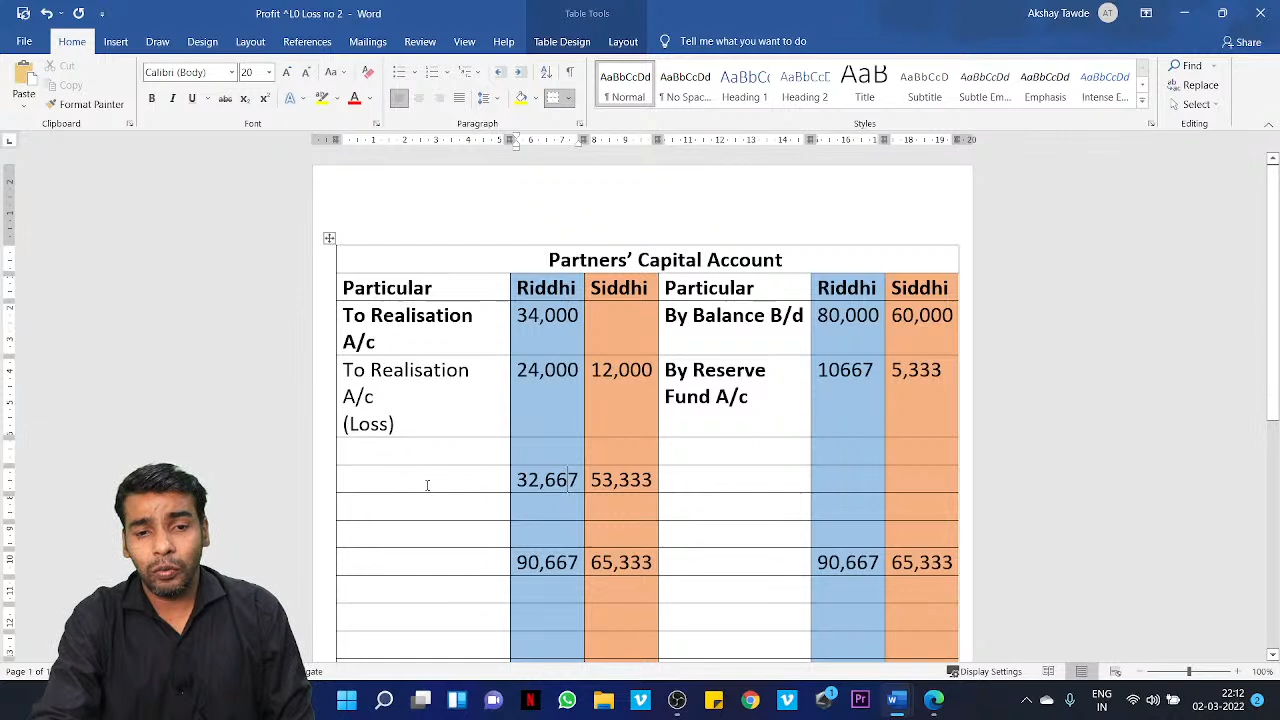 Profit ^L0 Loss no 2 - Word
Table Tools
Akshay Tawde AT
File Home Insert Draw Design Layout References Mailings Review View Help Table Design Layout Tell me what you want to do Share
Paste Cut Copy Format Painter
Clipboard
Calibri (Body) 20
Font
Paragraph
AaBbCcDd AaBbCcDd AaBbCc AaBbCcD AaB AaBbCcD AaBbCcDd AaBbCcDd AaBbCcDd
¶ Normal ¶ No Spac... Heading 1 Heading 2 Title Subtitle Subtle Em... Emphasis Intense E...
Styles
Find
Replace
Select
Editing
Partners’ Capital Account
Particular Riddhi Siddhi Particular Riddhi Siddhi
To Realisation A/c 34,000 By Balance B/d 80,000 60,000
To Realisation A/c (Loss) 24,000 12,000 By Reserve Fund A/c 10667 5,333
32,667 53,333
90,667 65,333 90,667 65,333
Page 1 of 1
Display Settings
100%
ENG
IN
22:12
02-03-2022
2